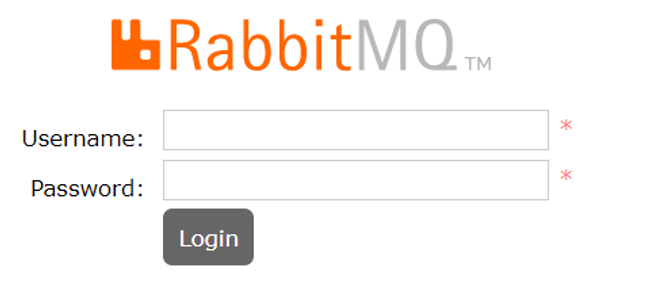 RabbitMQ™
Username: *
Password: *
Login